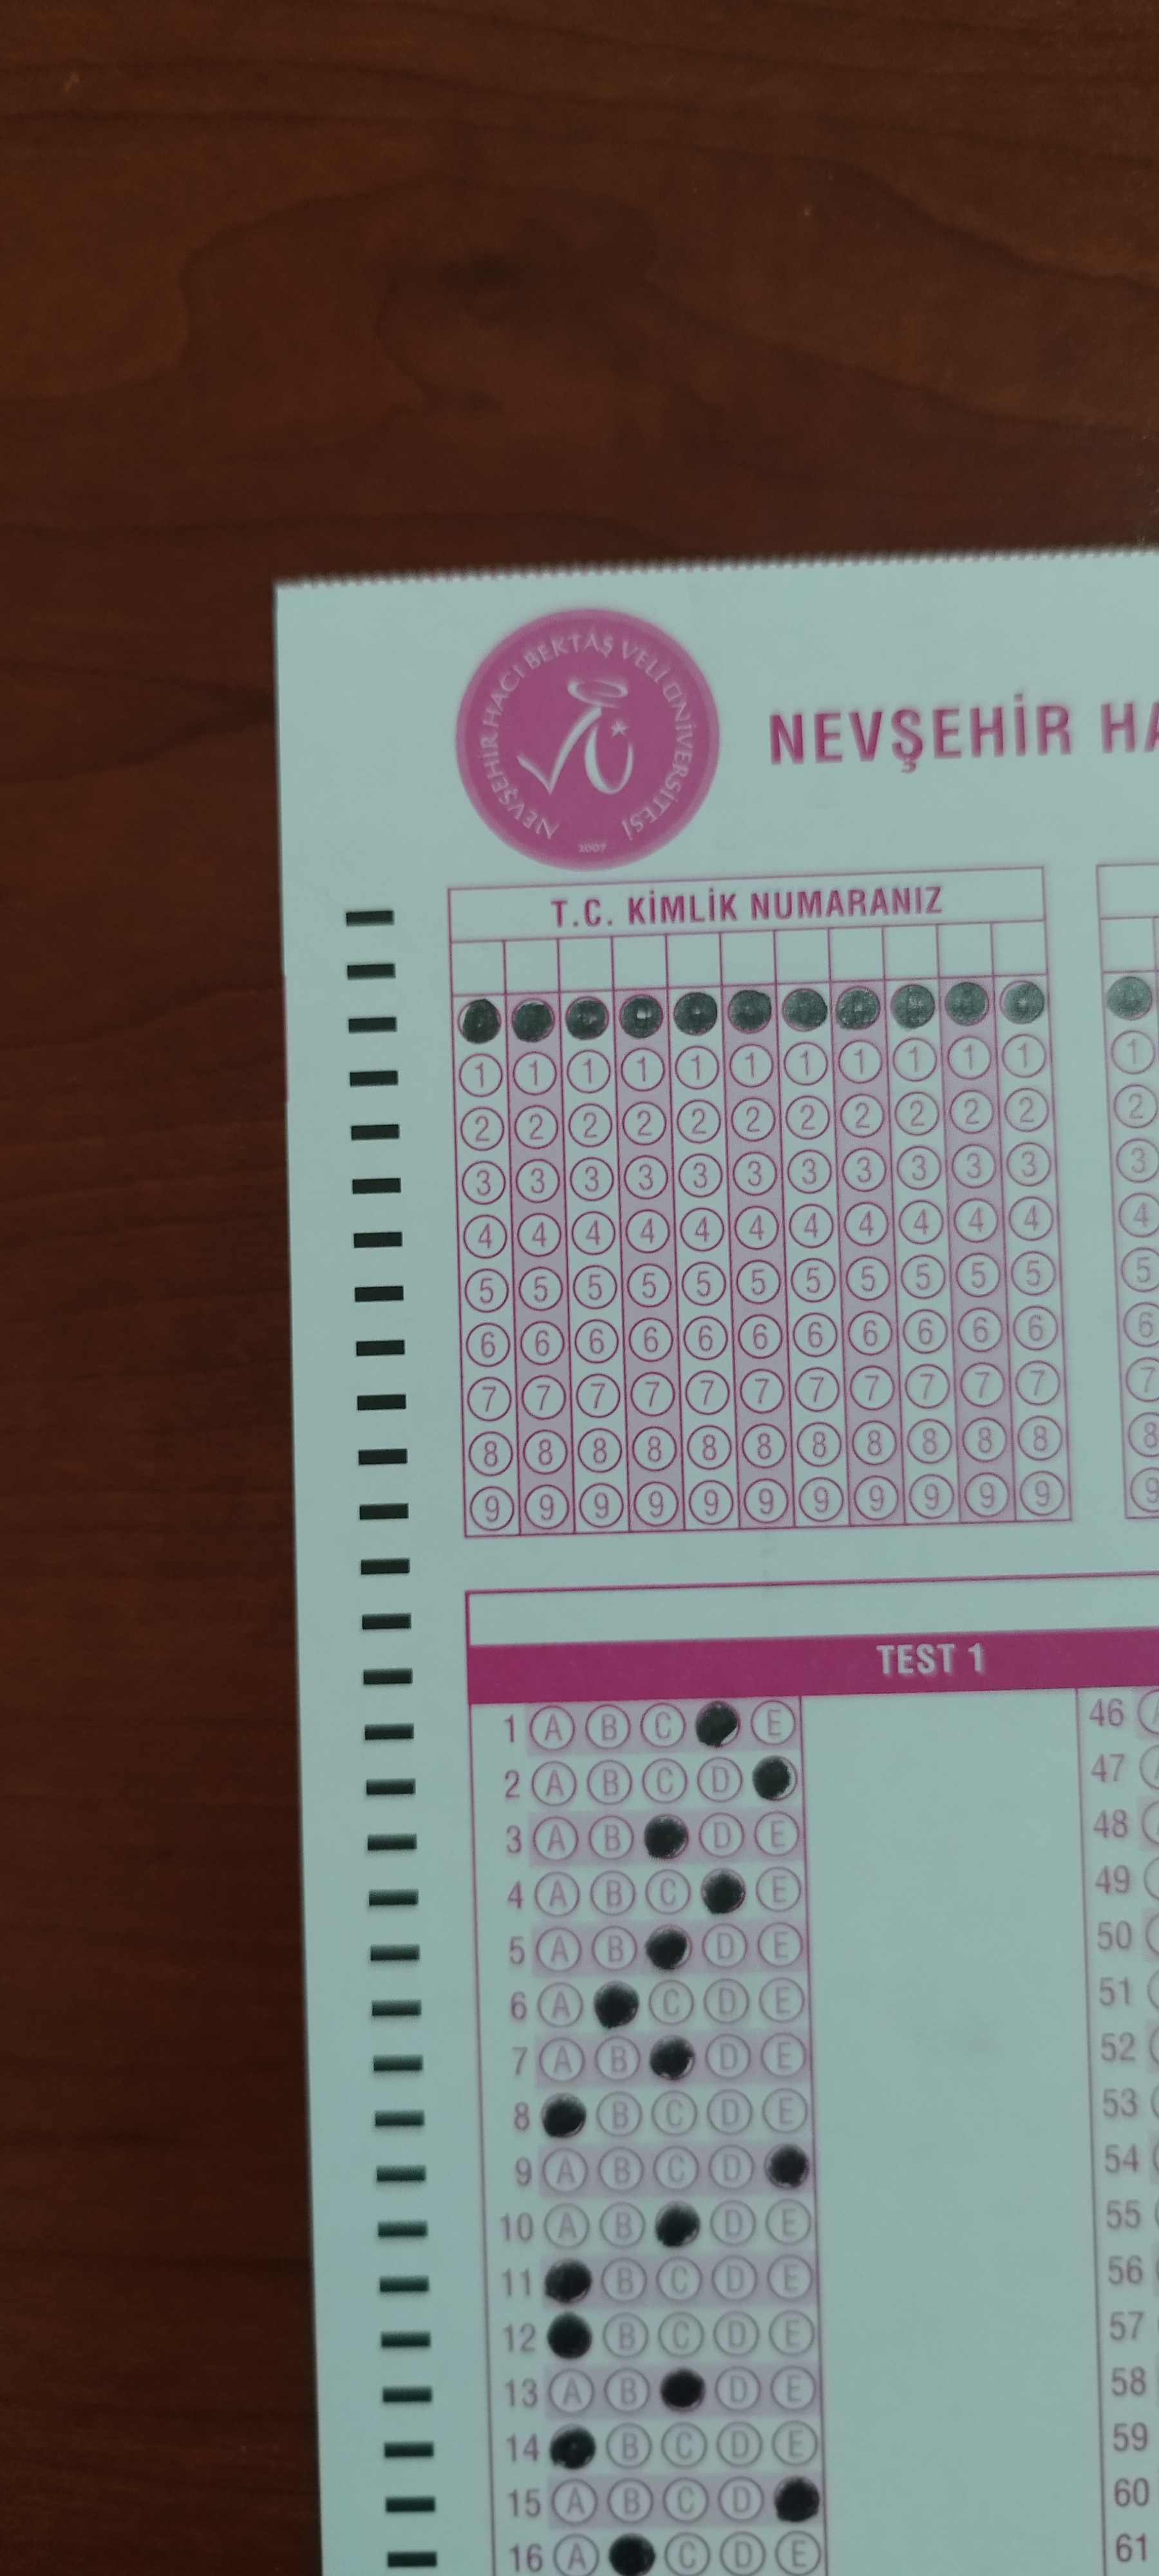 NEVŞEHİR HACI BEKTAŞ VELİ ÜNİVERSİTESİ
2007
NEVŞEHİR HA
T.C. KİMLİK NUMARANIZ
1 1 1 1 1 1 1 1 1 1 1 1
2 2 2 2 2 2 2 2 2 2 2 2
3 3 3 3 3 3 3 3 3 3 3 3
4 4 4 4 4 4 4 4 4 4 4 4
5 5 5 5 5 5 5 5 5 5 5 5
6 6 6 6 6 6 6 6 6 6 6 6
7 7 7 7 7 7 7 7 7 7 7 7
8 8 8 8 8 8 8 8 8 8 8 8
9 9 9 9 9 9 9 9 9 9 9 9
TEST 1
1 A B C E 46
2 A B C D 47
3 A B D E 48
4 A B C E 49
5 A B D E 50
6 A C D E 51
7 A B D E 52
8 B C D E 53
9 A B C D 54
10 A B D E 55
11 B C D E 56
12 B C D E 57
13 A B D E 58
14 B C D E 59
15 A B C D 60
16 A C D E 61